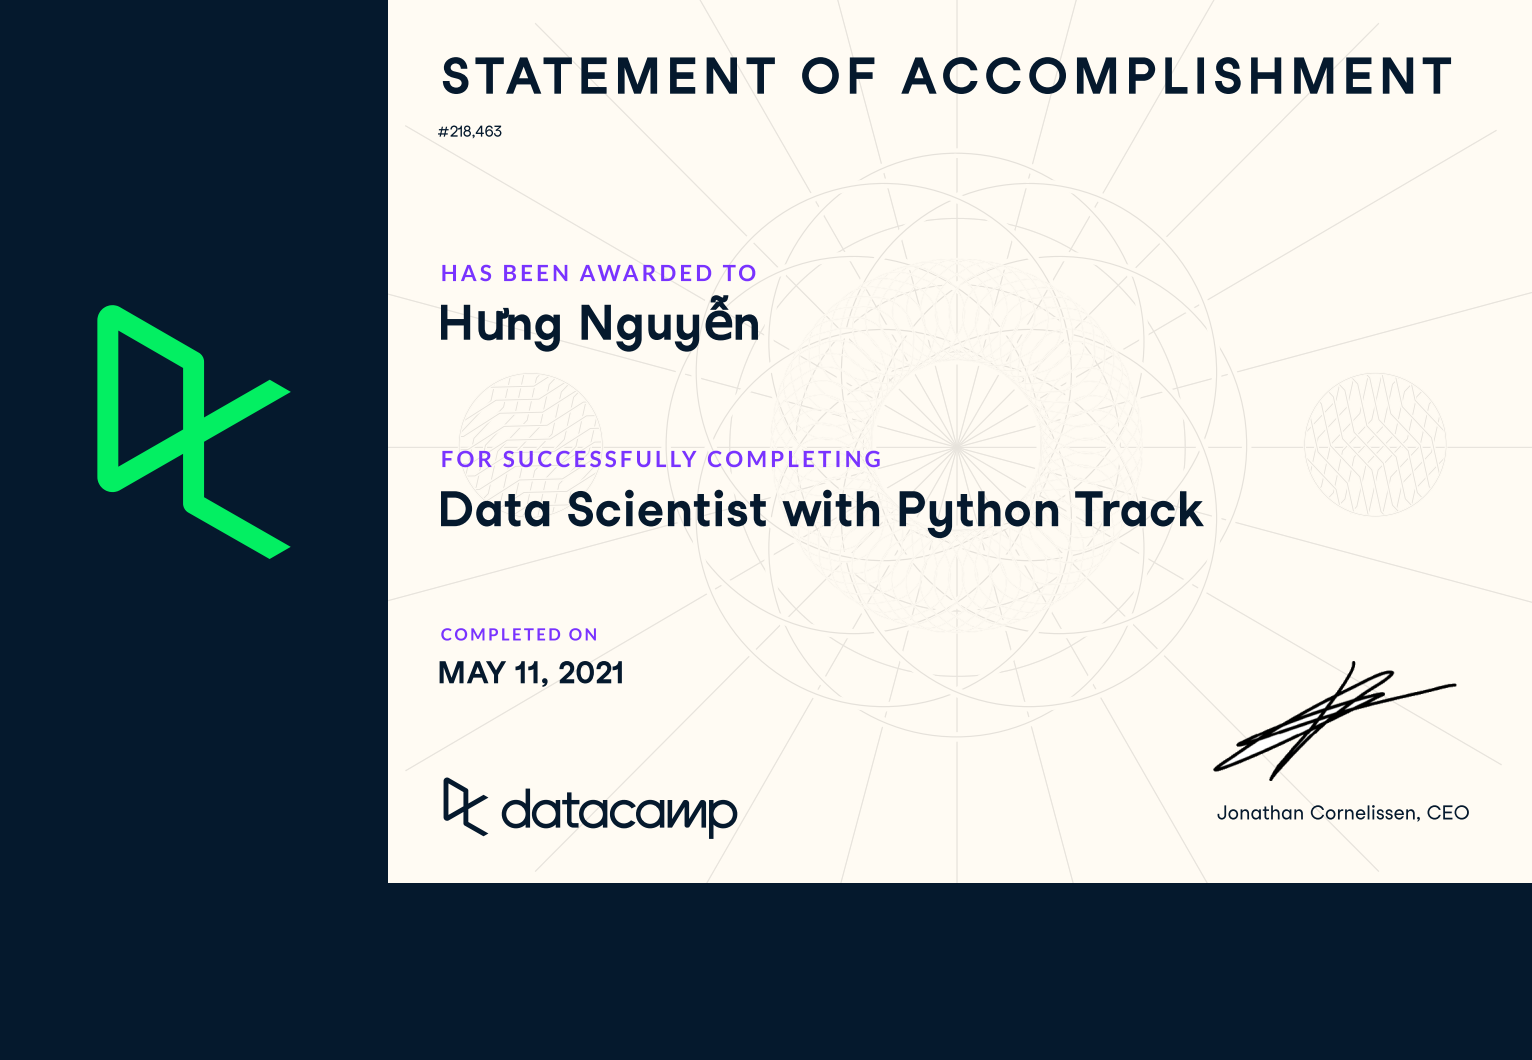 STATEMENT OF ACCOMPLISHMENT
#218,463
HAS BEEN AWARDED TO
Hưng Nguyễn
FOR SUCCESSFULLY COMPLETING
Data Scientist with Python Track
COMPLETED ON
MAY 11, 2021
datacamp
Jonathan Cornelissen, CEO